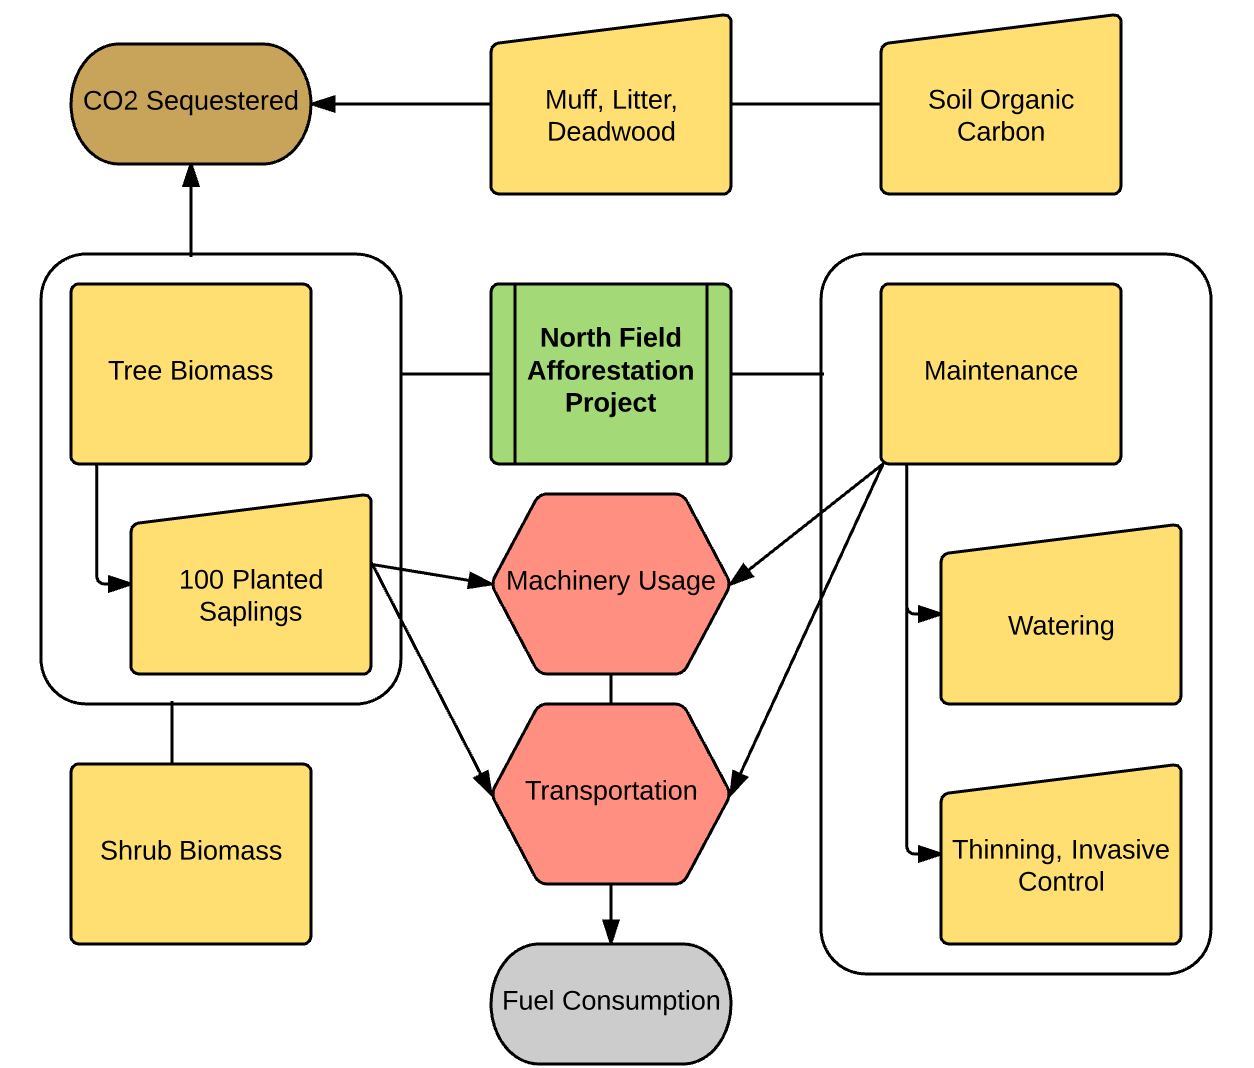 CO2 Sequestered
Muff, Litter,
Deadwood
Soil Organic
Carbon
Tree Biomass
North Field
Afforestation
Project
Maintenance
100 Planted
Saplings
Machinery Usage
Watering
Transportation
Shrub Biomass
Thinning, Invasive
Control
Fuel Consumption